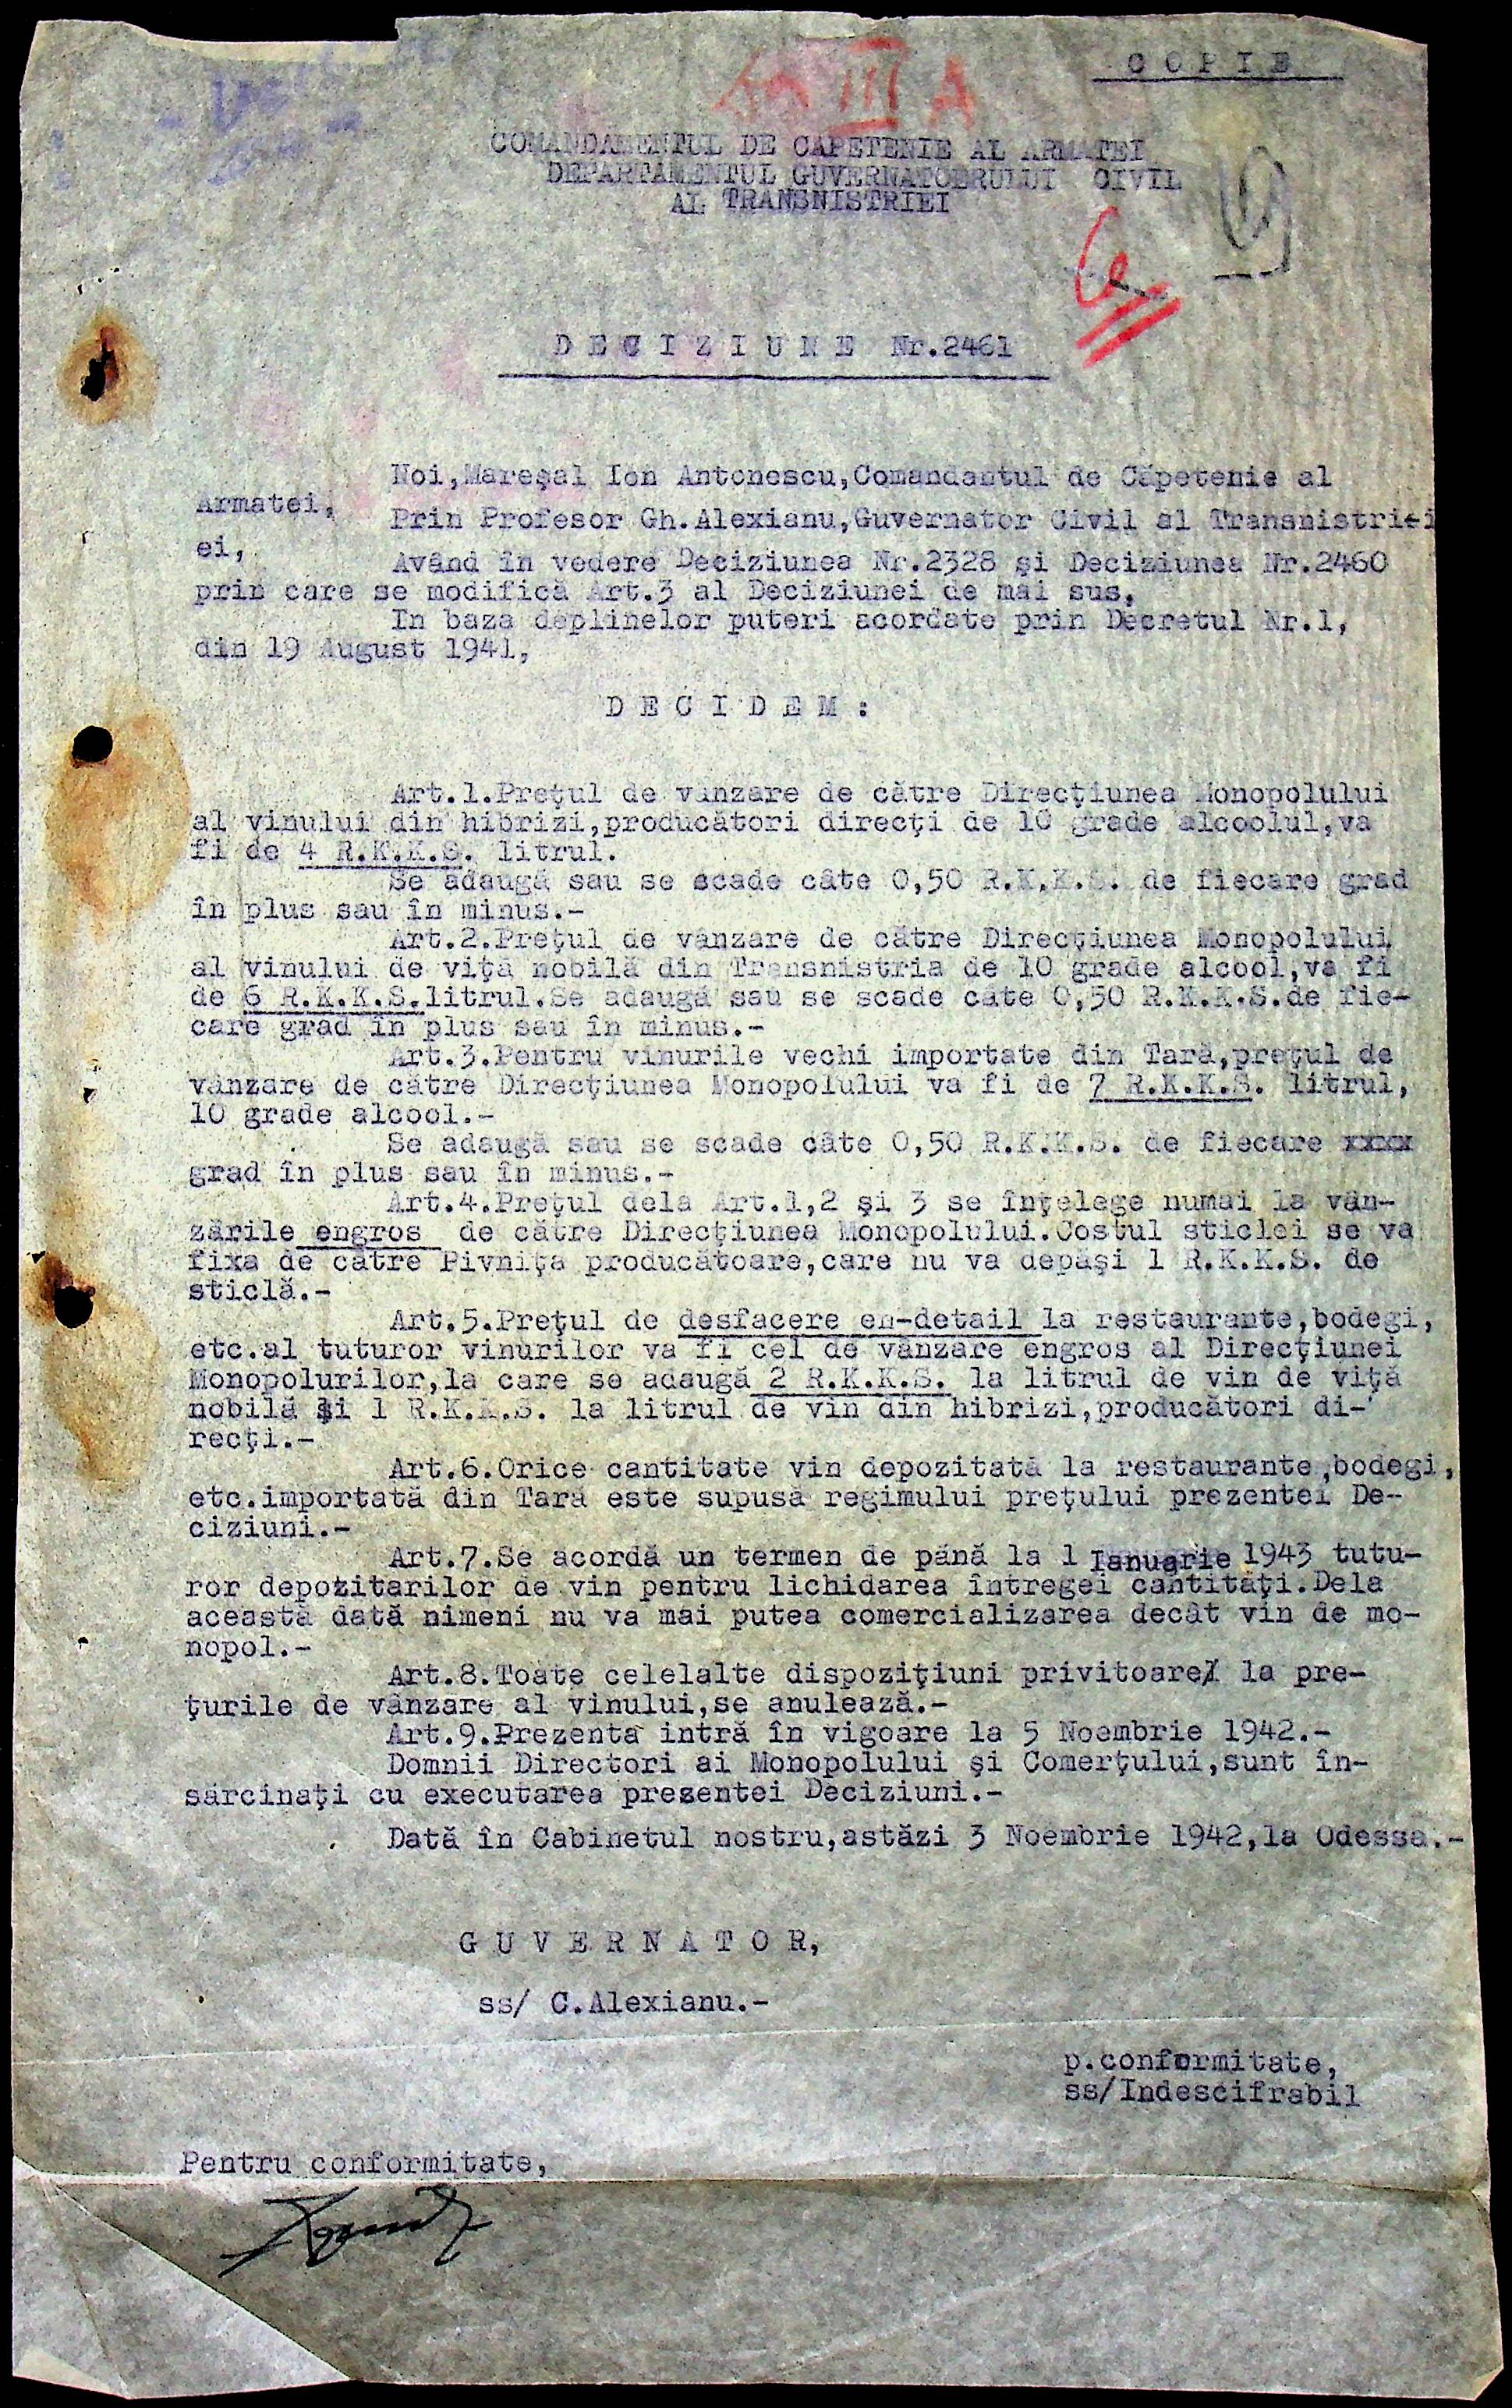 COPIE
III A
COMANDAMENTUL DE CAPETENIE AL ARMATEI
DEPARTAMENTUL GUVERNATOERULUI CIVIL
AL TRANSNISTRIEI
DECIZIUNE Nr.2461
Noi,Mareşal Ion Antonescu,Comandantul de Căpetenie al
Armatei,
Prin Profesor Gh.Alexianu,Guvernator Civil al Transnistriei
ei,
Având în vedere Deciziunea Nr.2328 şi Deciziunea Nr.2460
prin care se modifică Art.3 al Deciziunei de mai sus,
In baza deplinelor puteri acordate prin Decretul Nr.1,
din 19 August 1941,
DECIDEM:
Art.1.Preţul de vânzare de către Direcţiunea Monopolului
al vinului din hibrizi,producători direcţi de 10 grade alcoolul,va
fi de 4 R.K.K.S. litrul.
Se adaugă sau se scade câte 0,50 R.K.K.S. de fiecare grad
în plus sau în minus.-
Art.2.Preţul de vânzare de către Direcţiunea Monopolului
al vinului de viţă nobilă din Transnistria de 10 grade alcool,va fi
de 6 R.K.K.S.litrul.Se adaugă sau se scade câte 0,50 R.K.K.S.de fie-
care grad în plus sau în minus.-
Art.3.Pentru vinurile vechi importate din Tară,preţul de
vânzare de către Direcţiunea Monopolului va fi de 7 R.K.K.S. litrul,
10 grade alcool.-
Se adaugă sau se scade câte 0,50 R.K.K.S. de fiecare xxxx
grad în plus sau în minus.-
Art.4.Preţul dela Art.1,2 şi 3 se înţelege numai la vân-
zările engros de către Direcţiunea Monopolului.Costul sticlei se va
fixa de către Pivniţa producătoare,care nu va depăşi 1 R.K.K.S. de
sticlă.-
Art.5.Preţul de desfacere en-detail la restaurante,bodegi,
etc.al tuturor vinurilor va fi cel de vânzare engros al Direcţiunei
Monopolurilor,la care se adaugă 2 R.K.K.S. la litrul de vin de viţă
nobilă şi 1 R.K.K.S. la litrul de vin din hibrizi,producători di-
recţi.-
Art.6.Orice cantitate vin depozitată la restaurante,bodegi,
etc.importată din Tară este supusă regimului preţului prezentei De-
ciziuni.-
Art.7.Se acordă un termen de până la 1 Ianuarie 1943 tutu-
ror depozitarilor de vin pentru lichidarea întregei cantităţi.Dela
această dată nimeni nu va mai putea comercializarea decât vin de mo-
nopol.-
Art.8.Toate celelalte dispoziţiuni privitoare la pre-
ţurile de vânzare al vinului,se anulează.-
Art.9.Prezenta intră în vigoare la 5 Noembrie 1942.-
Domnii Directori ai Monopolului şi Comerţului,sunt în-
sărcinaţi cu executarea prezentei Deciziuni.-
Dată în Cabinetul nostru,astăzi 3 Noembrie 1942,la Odessa.-
GUVERNATOR,
ss/ C.Alexianu.-
p.conformitate,
ss/Indescifrabil
Pentru conformitate,